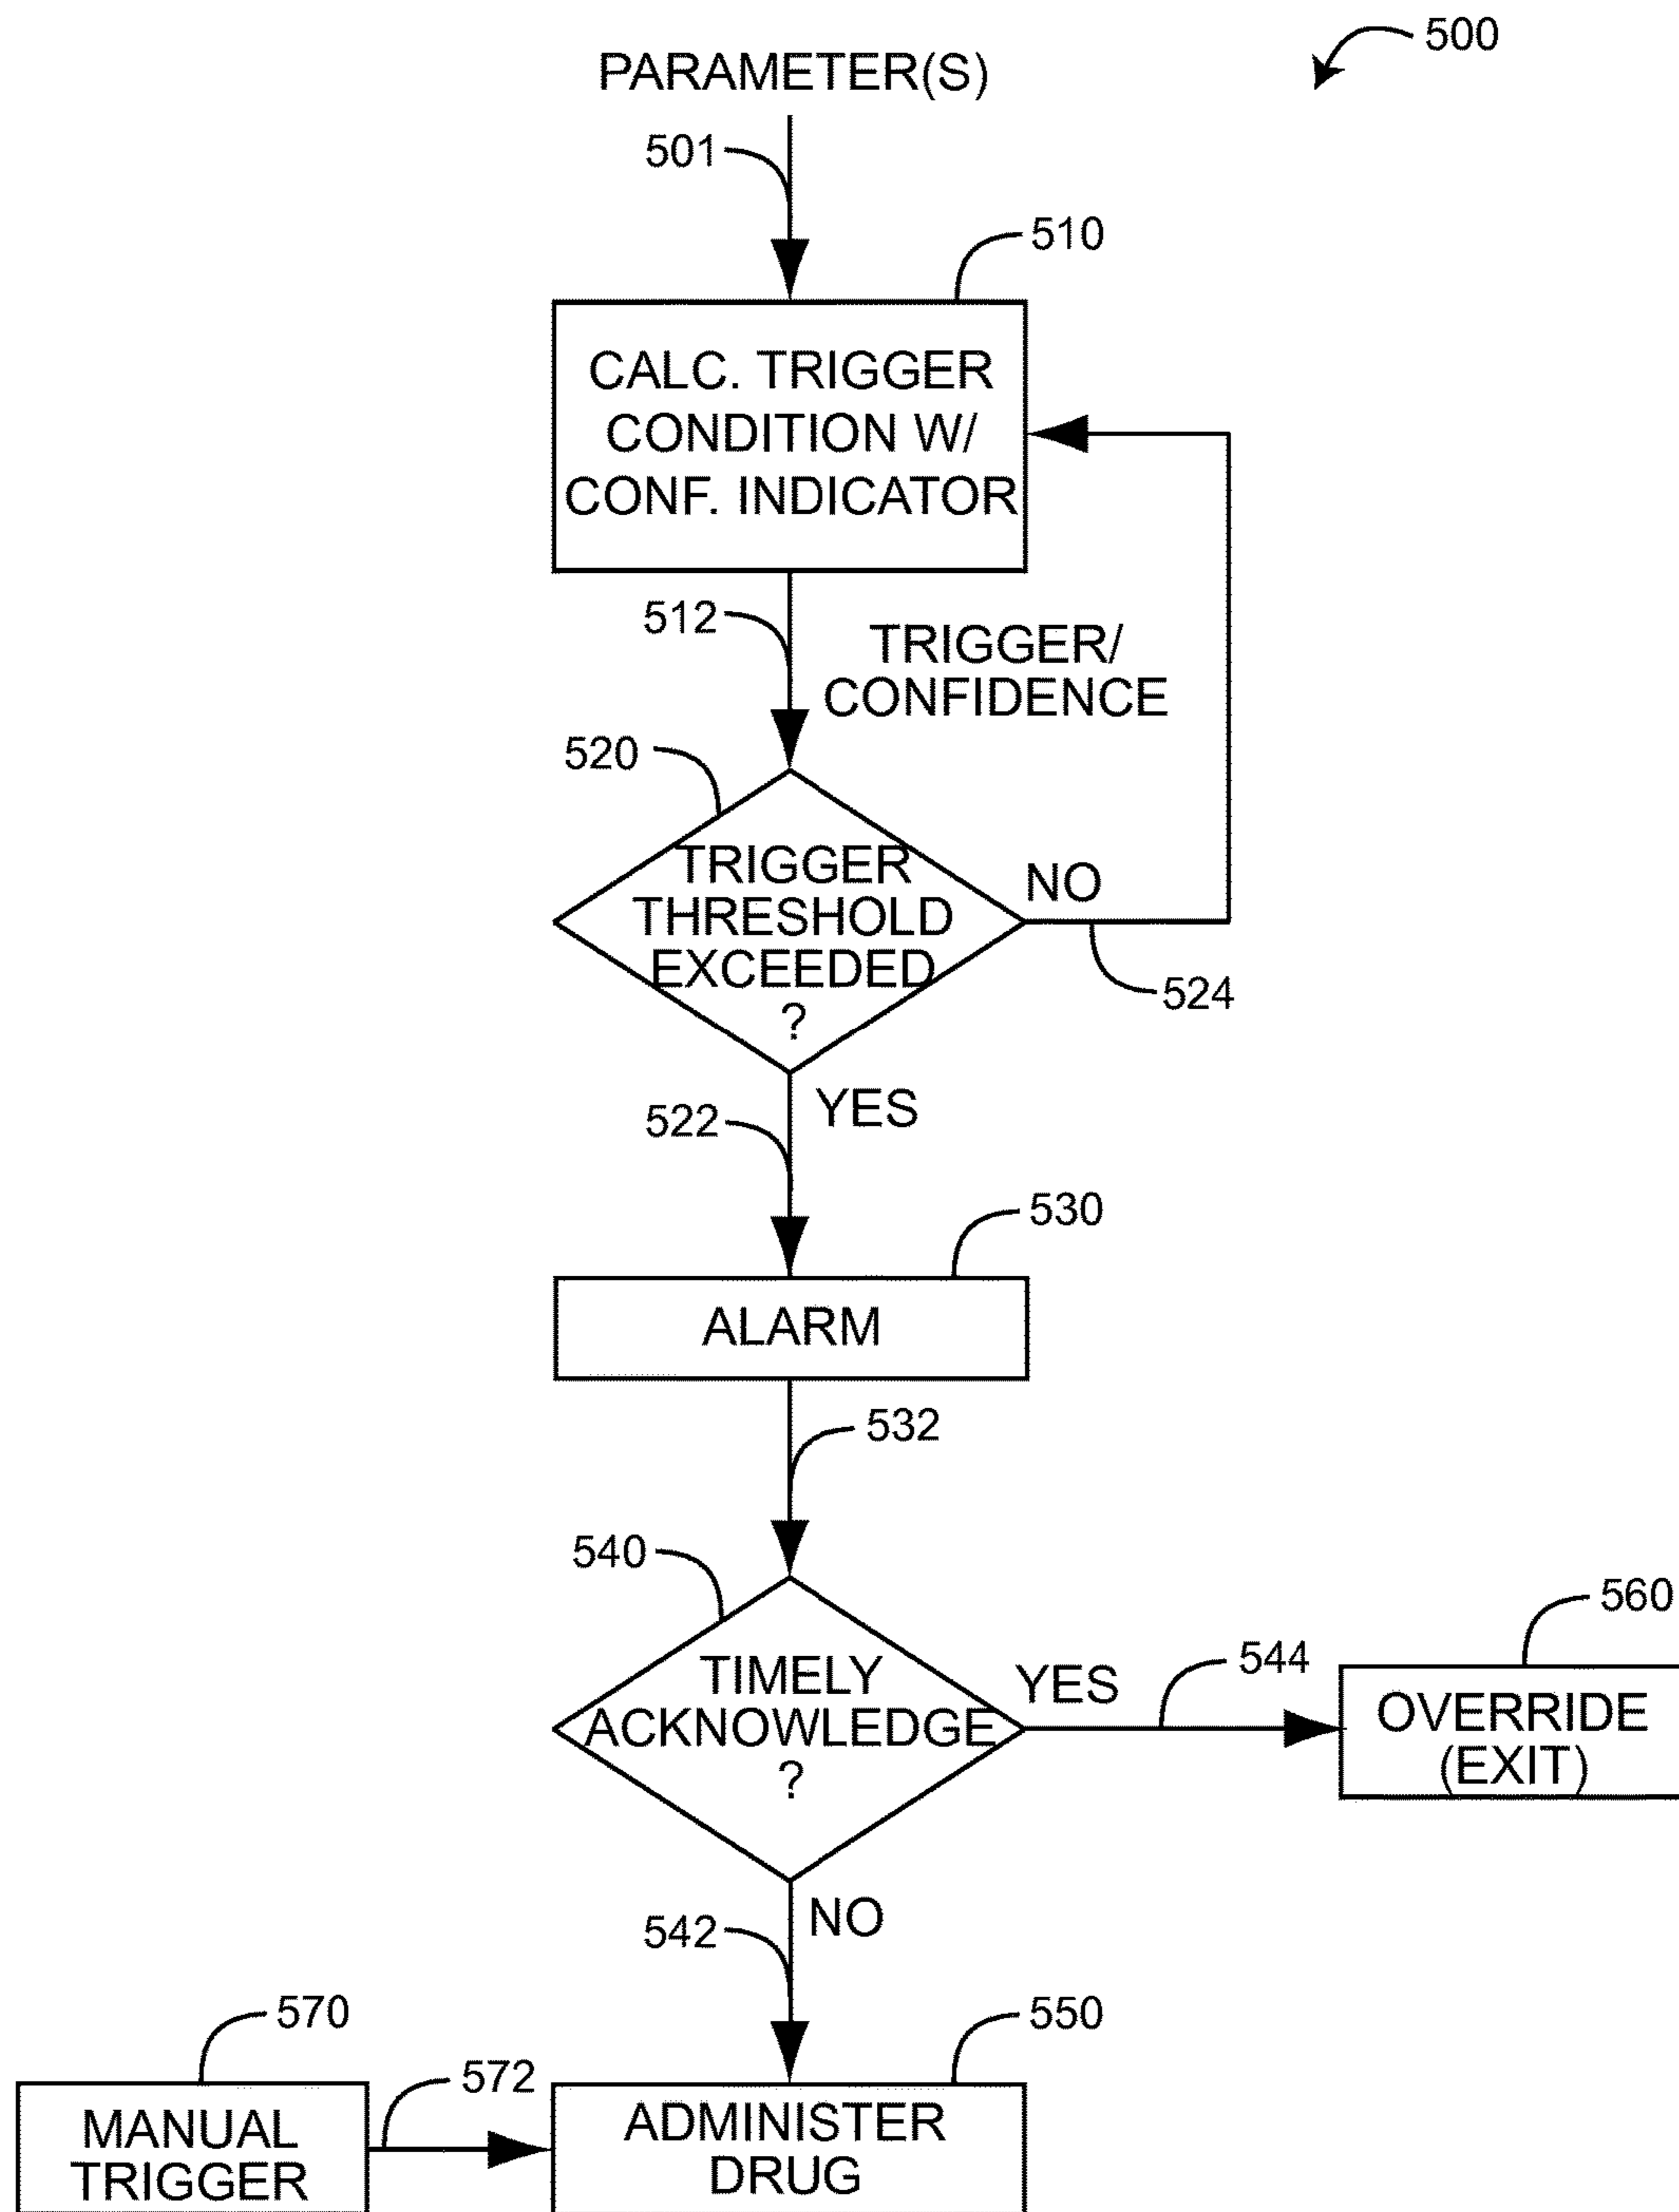 500
PARAMETER(S)
501
510
CALC. TRIGGER
CONDITION W/
CONF. INDICATOR
512
TRIGGER/
CONFIDENCE
520
TRIGGER
THRESHOLD
EXCEEDED
?
NO
524
YES
522
530
ALARM
532
540
TIMELY
ACKNOWLEDGE
?
YES
544
560
OVERRIDE
(EXIT)
NO
542
570
550
572
MANUAL
TRIGGER
ADMINISTER
DRUG